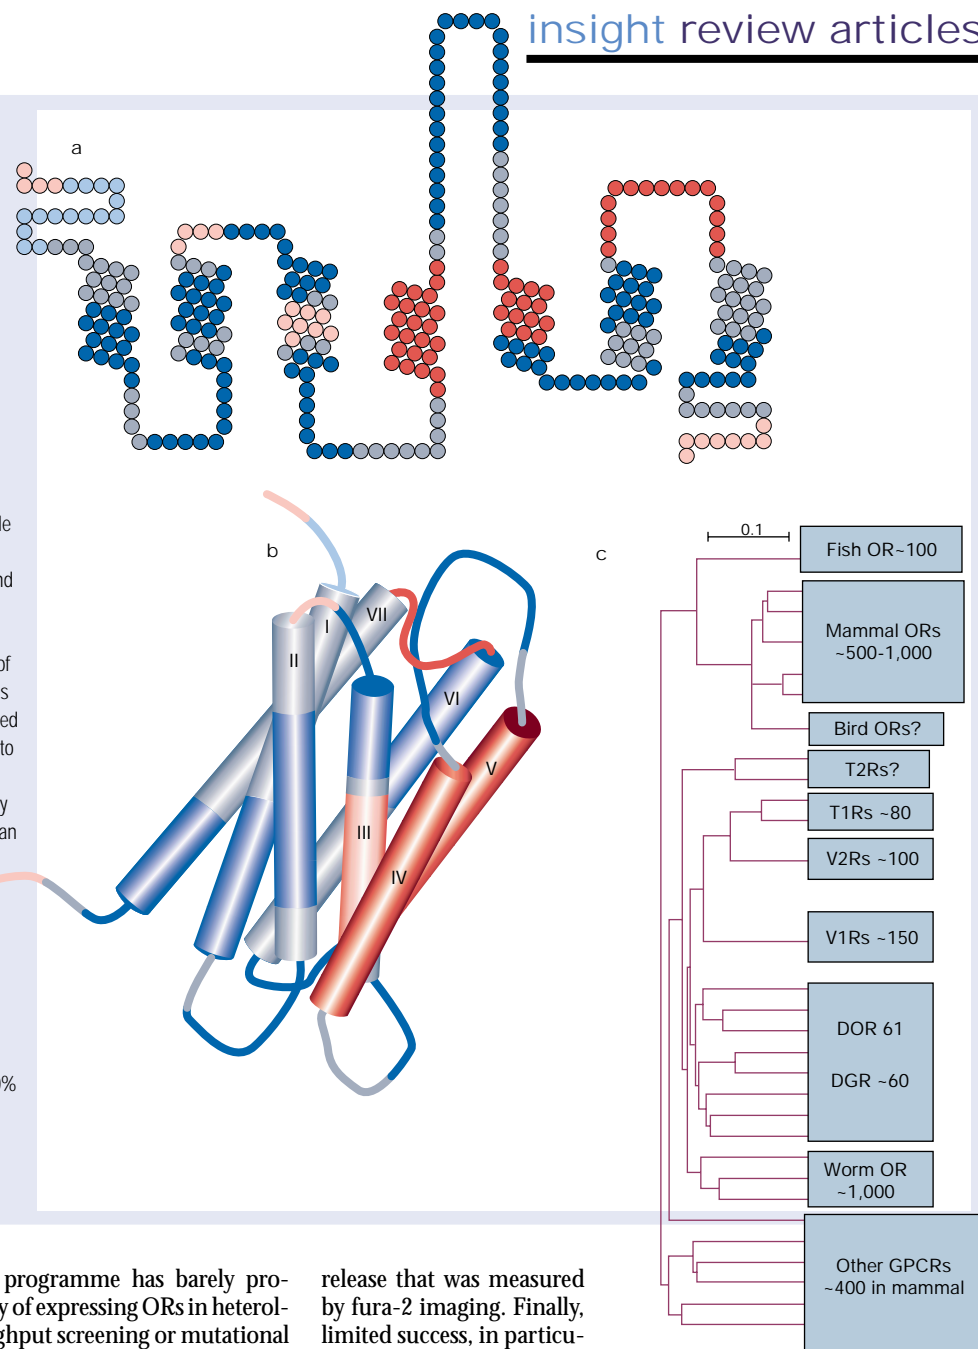 insight review articles
a
b
I
II
III
IV
V
VI
VII
c
0.1
Fish OR~100
Mammal ORs
~500-1,000
Bird ORs?
T2Rs?
T1Rs ~80
V2Rs ~100
V1Rs ~150
DOR 61
DGR ~60
Worm OR
~1,000
Other GPCRs
~400 in mammal
of
to
programme has barely pro-
y of expressing ORs in heterol-
ghput screening or mutational
release that was measured
by fura-2 imaging. Finally,
limited success, in particu-